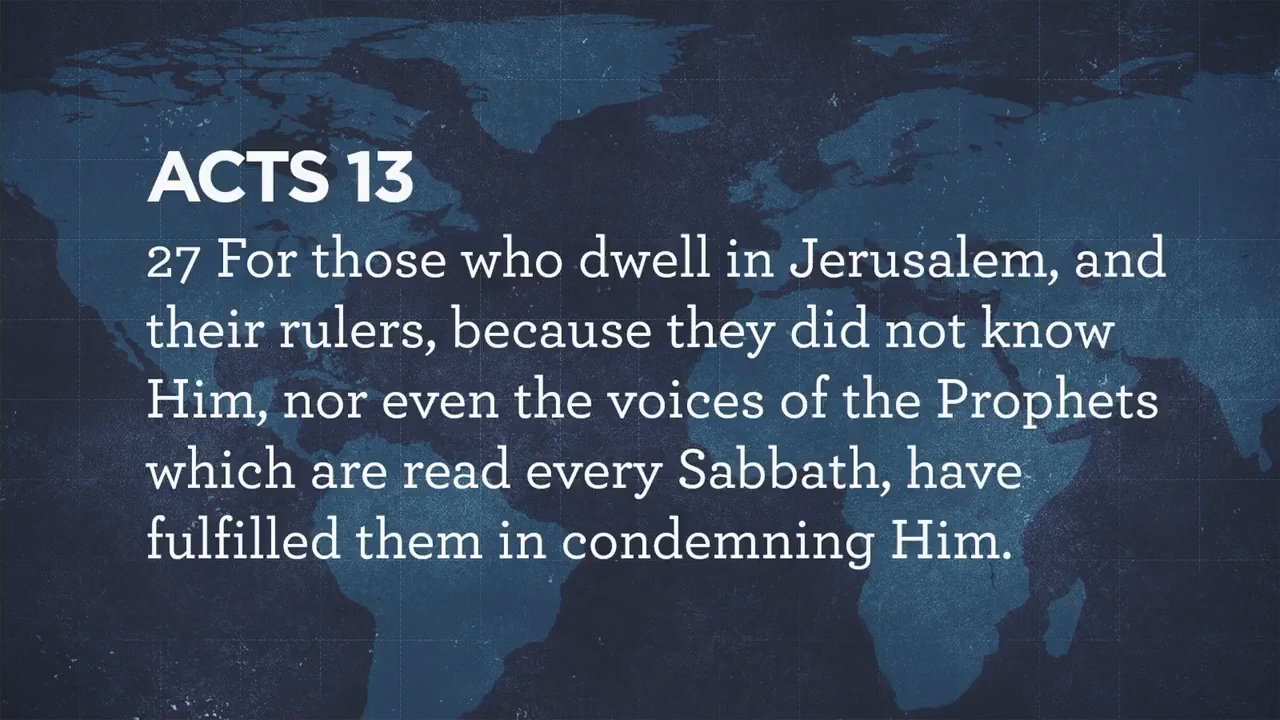 ACTS 13
27 For those who dwell in Jerusalem, and
their rulers, because they did not know
Him, nor even the voices of the Prophets
which are read every Sabbath, have
fulfilled them in condemning Him.